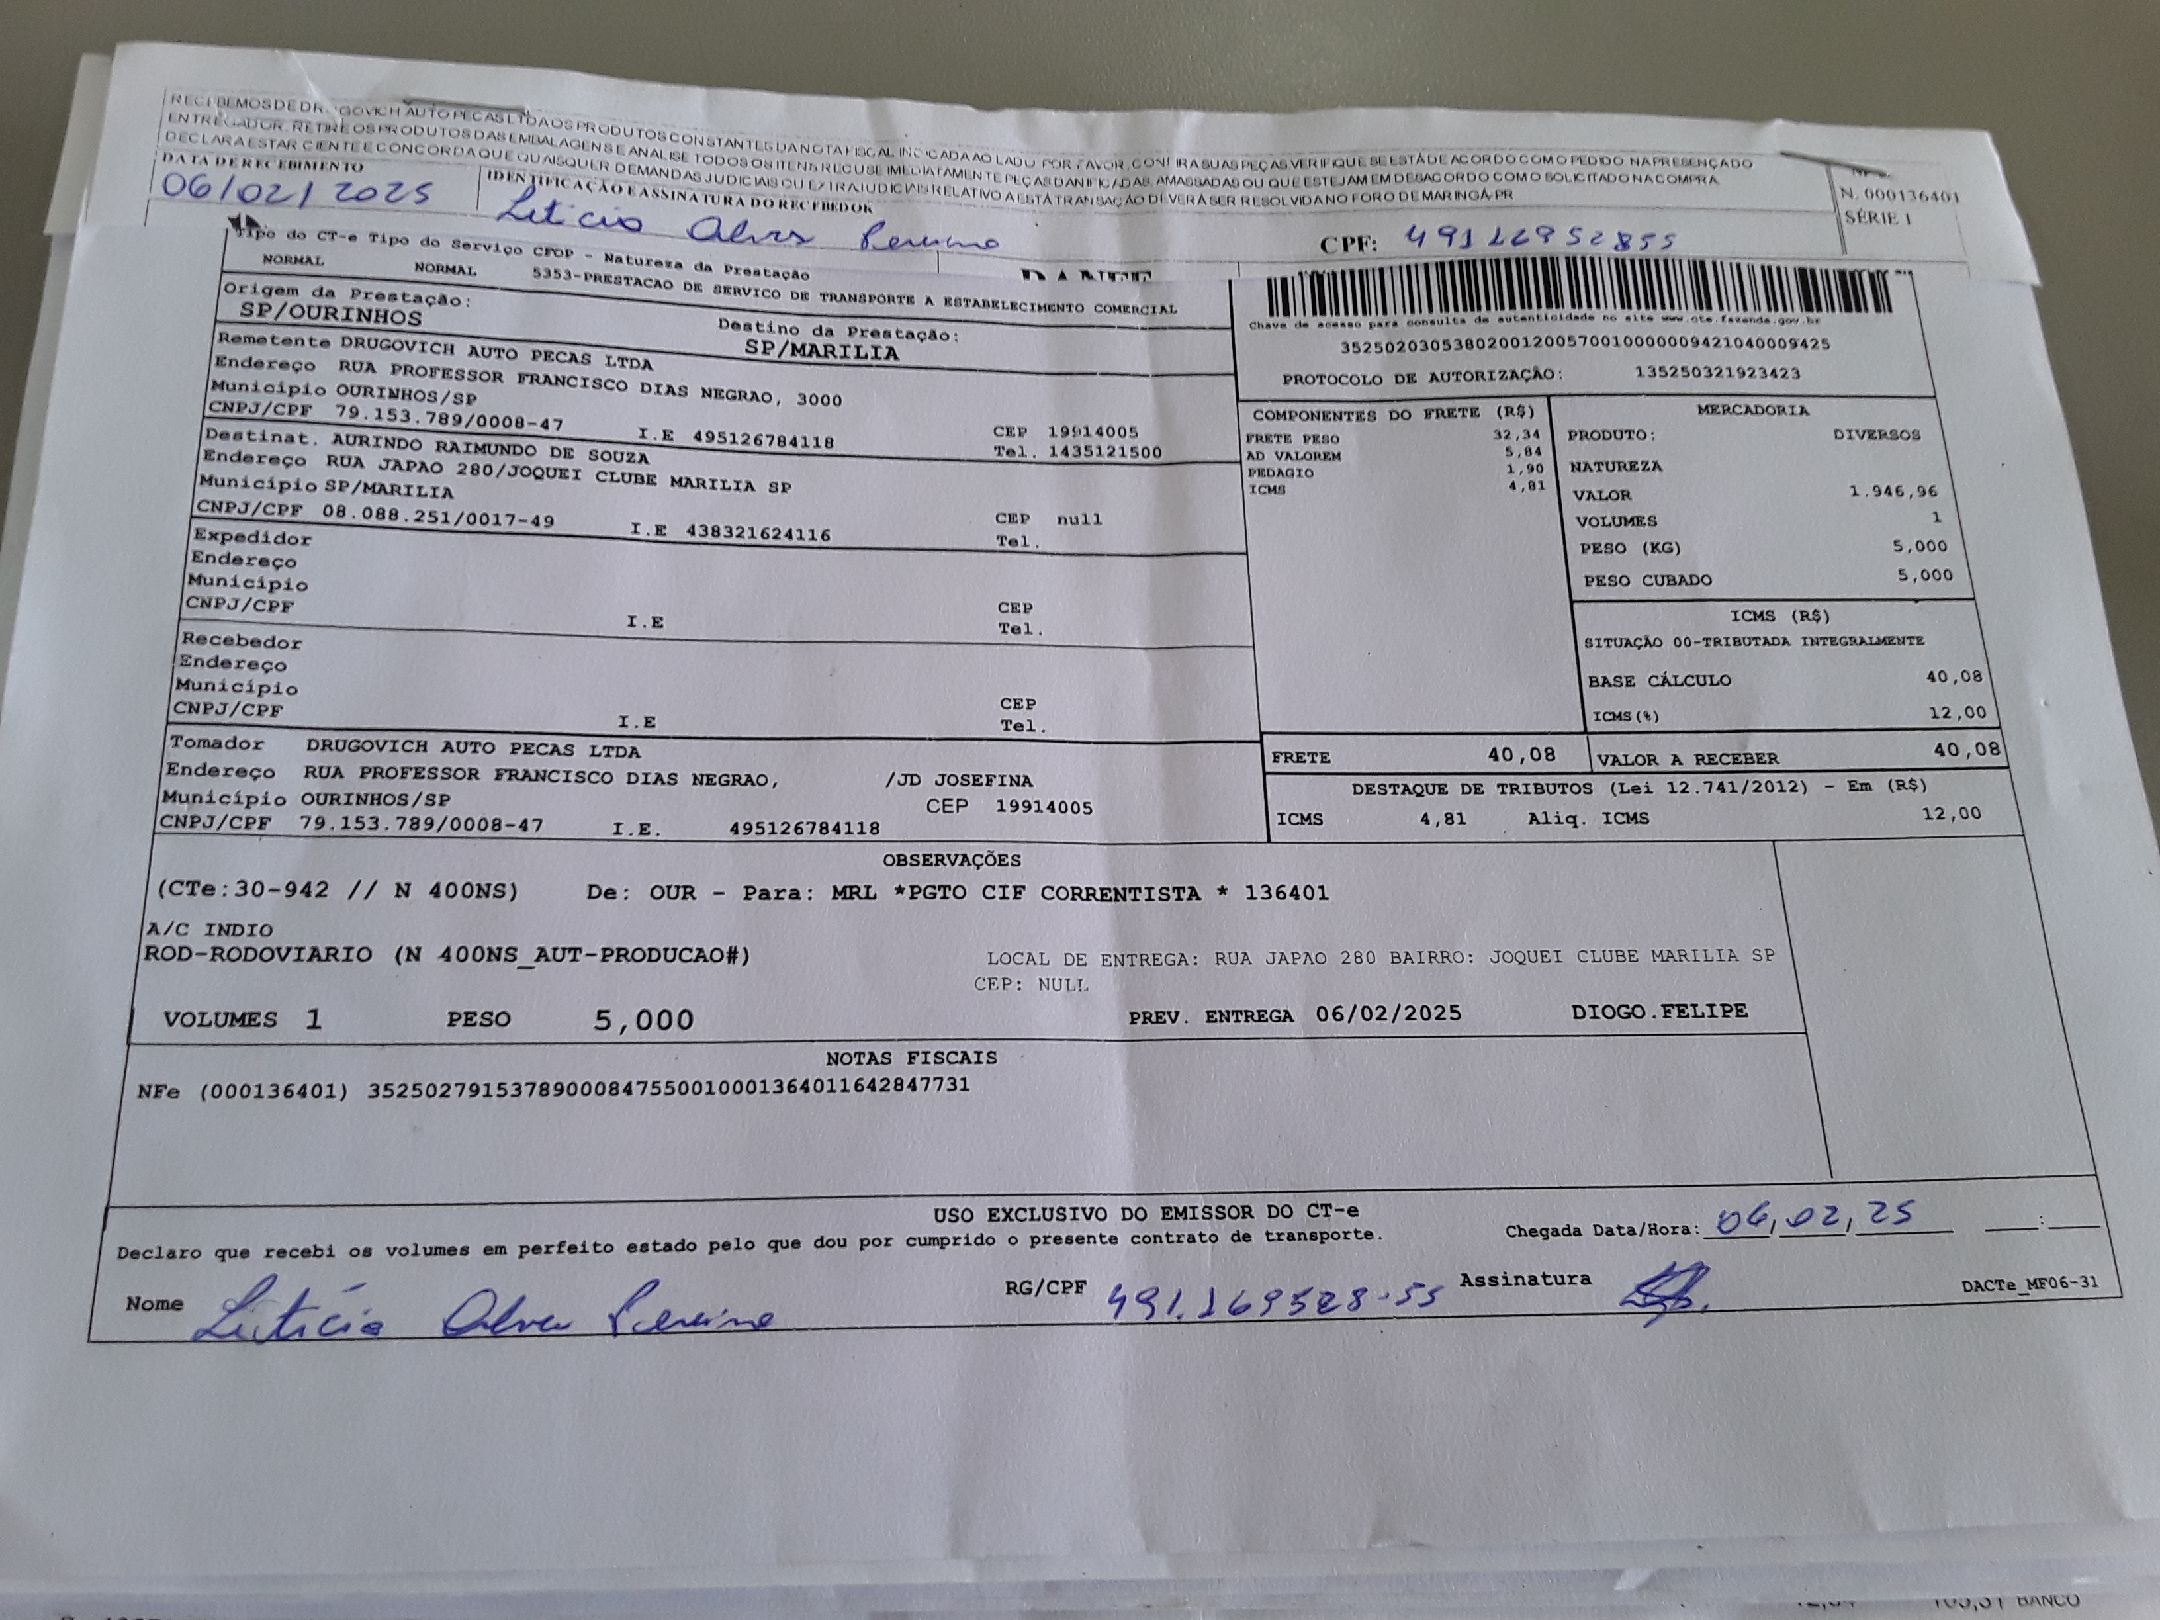 RECEBEMOS DE DRUGOVICH AUTO PECAS LTDA OS PRODUTOS CONSTANTES DA NOTA FISCAL INDICADA AO LADO. POR FAVOR, CONFIRA SUAS PEÇAS VERIFIQUE SE ESTÁ DE ACORDO COM O PEDIDO NA PRESENÇA DO
ENTREGADOR. RETIRE OS PRODUTOS DAS EMBALAGENS E ANALISE TODOS OS ITENS RECUSE IMEDIATAMENTE PEÇAS DANIFICADAS, AMASSADAS OU QUE ESTEJAM EM DESACORDO COM O SOLICITADO NA COMPRA.
DECLARA ESTAR CIENTE E CONCORDA QUE QUAISQUER DEMANDAS JUDICIAIS OU EXTRAJUDICIAIS RELATIVO A ESTÁ TRANSAÇÃO DEVERÁ SER RESOLVIDA NO FORO DE MARINGÁ-PR
DATA DE RECEBIMENTO
IDENTIFICAÇÃO E ASSINATURA DO RECEBEDOR
N. 000136401
SÉRIE 1
06/02/2025
Leticia Alves Pereira
CPF: 49116952855
Tipo do CT-e Tipo do Serviço CFOP - Natureza da Prestação
NORMAL NORMAL 5353-PRESTACAO DE SERVICO DE TRANSPORTE A ESTABELECIMENTO COMERCIAL
Origem da Prestação: Destino da Prestação:
SP/OURINHOS SP/MARILIA
Chave de acesso para consulta de autenticidade no site www.cte.fazenda.gov.br
35250203053802001200570010000009421040009425
PROTOCOLO DE AUTORIZAÇÃO: 135250321923423
Remetente DRUGOVICH AUTO PECAS LTDA
Endereço RUA PROFESSOR FRANCISCO DIAS NEGRAO, 3000
Município OURINHOS/SP CEP 19914005
CNPJ/CPF 79.153.789/0008-47 I.E 495126784118 Tel. 1435121500
Destinat. AURINDO RAIMUNDO DE SOUZA
Endereço RUA JAPAO 280/JOQUEI CLUBE MARILIA SP
Município SP/MARILIA CEP null
CNPJ/CPF 08.088.251/0017-49 I.E 438321624116 Tel.
Expedidor
Endereço
Município CEP
CNPJ/CPF I.E Tel.
Recebedor
Endereço
Município CEP
CNPJ/CPF I.E Tel.
Tomador DRUGOVICH AUTO PECAS LTDA
Endereço RUA PROFESSOR FRANCISCO DIAS NEGRAO, /JD JOSEFINA
Município OURINHOS/SP CEP 19914005
CNPJ/CPF 79.153.789/0008-47 I.E. 495126784118
COMPONENTES DO FRETE (R$)
FRETE PESO 32,34
AD VALOREM 5,84
PEDAGIO 1,90
ICMS 4,81
MERCADORIA
PRODUTO: DIVERSOS
NATUREZA
VALOR 1.946,96
VOLUMES 1
PESO (KG) 5,000
PESO CUBADO 5,000
ICMS (R$)
SITUAÇÃO 00-TRIBUTADA INTEGRALMENTE
BASE CÁLCULO 40,08
ICMS(%) 12,00
FRETE 40,08 VALOR A RECEBER 40,08
DESTAQUE DE TRIBUTOS (Lei 12.741/2012) - Em (R$)
ICMS 4,81 Aliq. ICMS 12,00
OBSERVAÇÕES
(CTe:30-942 // N 400NS) De: OUR - Para: MRL *PGTO CIF CORRENTISTA * 136401
A/C INDIO
ROD-RODOVIARIO (N 400NS_AUT-PRODUCAO#) LOCAL DE ENTREGA: RUA JAPAO 280 BAIRRO: JOQUEI CLUBE MARILIA SP
CEP: NULL
VOLUMES 1 PESO 5,000 PREV. ENTREGA 06/02/2025 DIOGO.FELIPE
NOTAS FISCAIS
NFe (000136401) 35250279153789000847550010001364011642847731
USO EXCLUSIVO DO EMISSOR DO CT-e
Declaro que recebi os volumes em perfeito estado pelo que dou por cumprido o presente contrato de transporte. Chegada Data/Hora: 06,02,25 :
Nome Leticia Alves Pereira RG/CPF 491.169528-55 Assinatura DACTe_MF06-31
103,31 BANCO